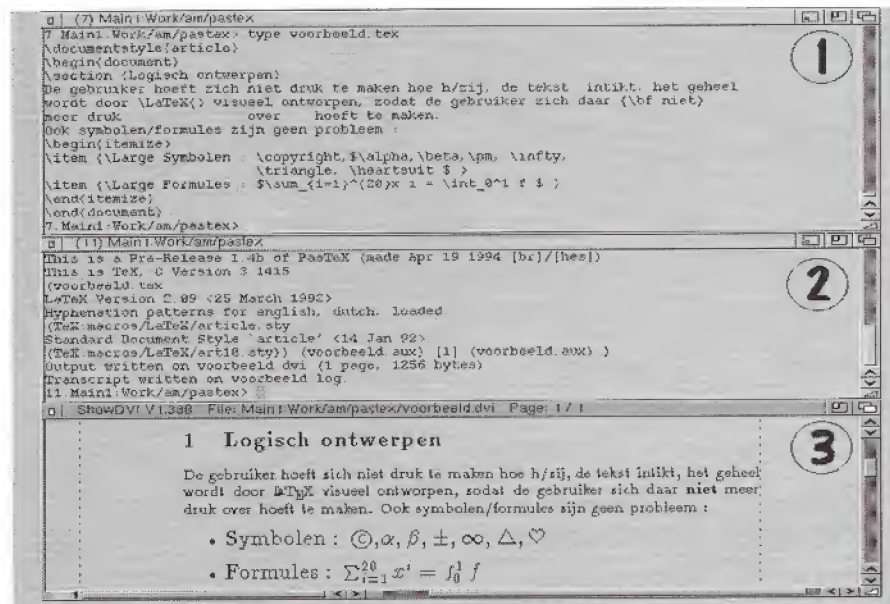 (7) Main1:Work/am/pastex
7.Main1:Work/am/pastex> type voorbeeld.tex
\documentstyle{article}
\begin{document}
\section {Logisch ontwerpen}
De gebruiker hoeft zich niet druk te maken hoe h/zij, de tekst intikt, het geheel
wordt door \LaTeX{} visueel ontworpen, zodat de gebruiker zich daar {\bf niet}
meer druk over hoeft te maken.
Ook symbolen/formules zijn geen probleem :
\begin{itemize}
\item {\Large Symbolen : \copyright,$\alpha,\beta,\pm, \infty,
\triangle, \heartsuit $ }
\item {\Large Formules : $\sum_{i=1}^{20}x^i = \int_0^1 f $ }
\end{itemize}
\end{document}
7.Main1:Work/am/pastex>
1
(11) Main1:Work/am/pastex
This is a Pre-Release 1.4b of PasTeX (made Apr 19 1994 [br]/[hes])
This is TeX, C Version 3.1415
(voorbeeld.tex
LaTeX Version 2.09 <25 March 1992>
Hyphenation patterns for english, dutch, loaded.
(TeX:macros/LaTeX/article.sty
Standard Document Style `article' <14 Jan 92>.
(TeX:macros/LaTeX/art10.sty)) (voorbeeld.aux) [1] (voorbeeld.aux) )
Output written on voorbeeld.dvi (1 page, 1256 bytes)
Transcript written on voorbeeld.log.
11.Main1:Work/am/pastex>
2
ShowDVI V1.38B File: Main1:Work/am/pastex/voorbeeld.dvi Page: 1 / 1
1 Logisch ontwerpen
De gebruiker hoeft zich niet druk te maken hoe h/zij, de tekst intikt, het geheel
wordt door LATEX visueel ontworpen, zodat de gebruiker zich daar niet meer
druk over hoeft te maken. Ook symbolen/formules zijn geen probleem :
• Symbolen : ©,α, β, ±, ∞, △, ♡
• Formules : ∑²⁰ᵢ₌₁ xⁱ = ∫₀¹ f
3